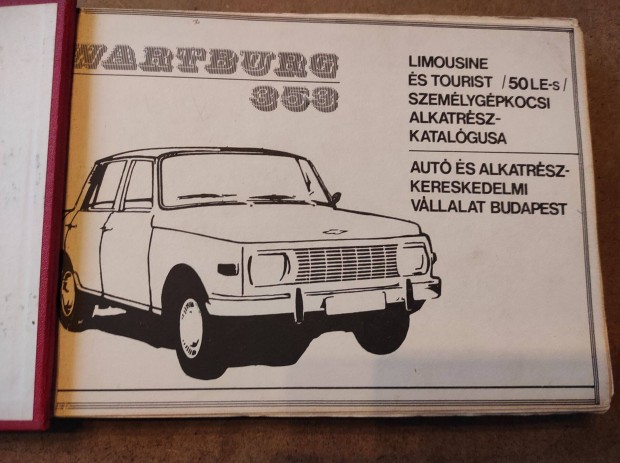 WARTBURG
353
LIMOUSINE
ÉS TOURIST /50 LE-s/
SZEMÉLYGÉPKOCSI
ALKATRÉSZ-
KATALÓGUSA
AUTÓ ÉS ALKATRÉSZ-
KERESKEDELMI
VÁLLALAT BUDAPEST